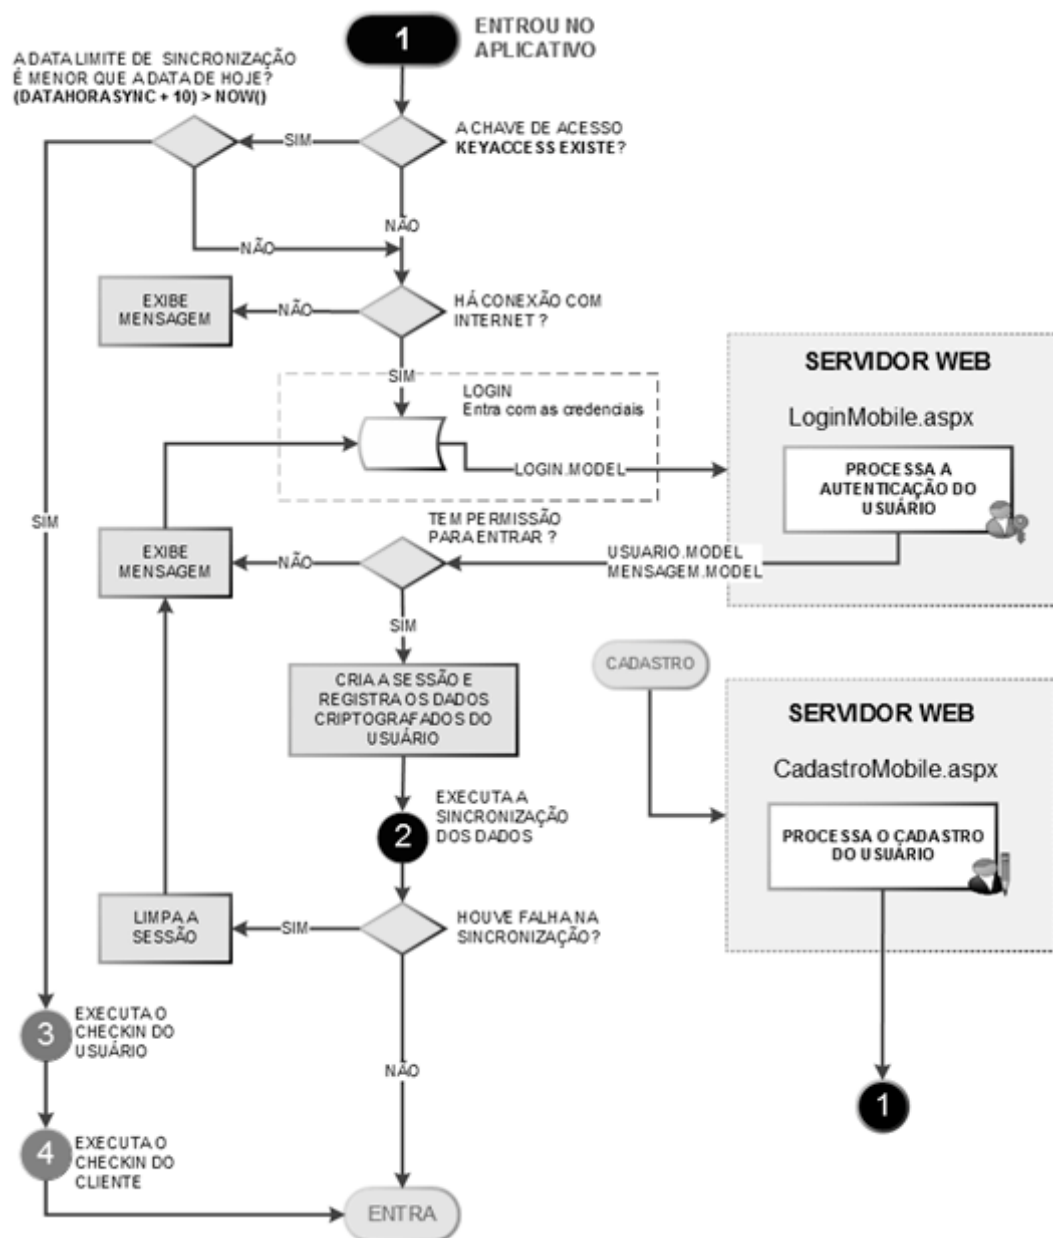 1
ENTROU NO
APLICATIVO
A DATA LIMITE DE SINCRONIZAÇÃO
É MENOR QUE A DATA DE HOJE?
(DATAHORASYNC + 10) > NOW()
SIM
A CHAVE DE ACESSO
KEYACCESS EXISTE?
NÃO
NÃO
EXIBE
MENSAGEM
NÃO
HÁ CONEXÃO COM
INTERNET ?
SIM
LOGIN
Entra com as credenciais
LOGIN.MODEL
SERVIDOR WEB
LoginMobile.aspx
PROCESSA A
AUTENTICAÇÃO DO
USUÁRIO
SIM
TEM PERMISSÃO
PARA ENTRAR ?
USUARIO.MODEL
MENSAGEM.MODEL
EXIBE
MENSAGEM
NÃO
SIM
CRIA A SESSÃO E
REGISTRA OS DADOS
CRIPTOGRAFADOS DO
USUÁRIO
CADASTRO
SERVIDOR WEB
CadastroMobile.aspx
PROCESSA O CADASTRO
DO USUÁRIO
2
EXECUTA A
SINCRONIZAÇÃO
DOS DADOS
LIMPA A
SESSÃO
SIM
HOUVE FALHA NA
SINCRONIZAÇÃO?
3
EXECUTA O
CHECKIN DO
USUÁRIO
NÃO
1
4
EXECUTA O
CHECKIN DO
CLIENTE
ENTRA